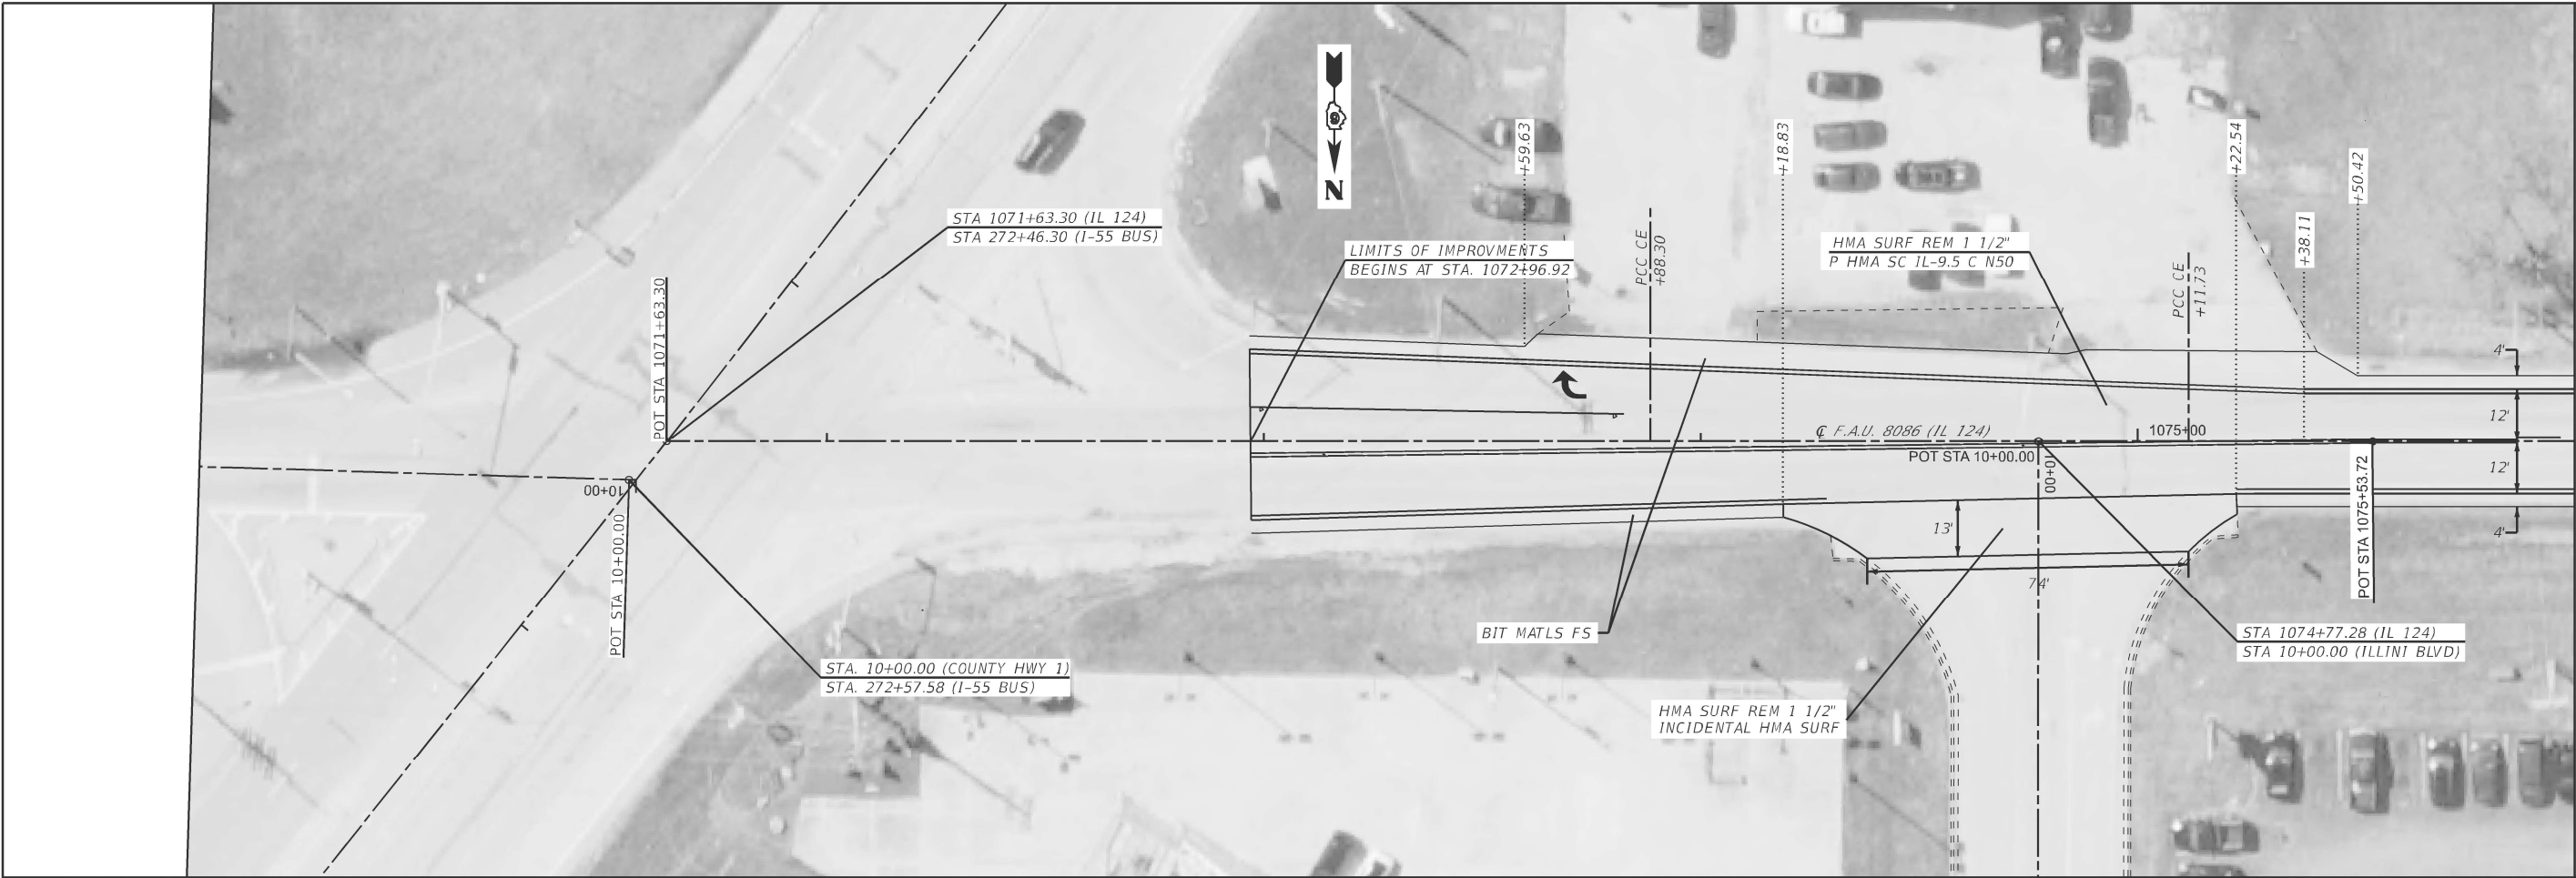 STA 1071+63.30 (IL 124)
STA 272+46.30 (I-55 BUS)
POT STA 1071+63.30
10+00
POT STA 10+00.00
STA. 10+00.00 (COUNTY HWY 1)
STA. 272+57.58 (I-55 BUS)
N
LIMITS OF IMPROVMENTS
BEGINS AT STA. 1072+96.92
+59.63
PCC CE
+88.30
+18.83
HMA SURF REM 1 1/2"
P HMA SC IL-9.5 C N50
PCC CE
+11.73
+22.54
+38.11
+50.42
4'
12'
12'
4'
℄ F.A.U. 8086 (IL 124)
1075+00
POT STA 10+00.00
10+00
POT STA 1075+53.72
13'
74'
BIT MATLS FS
STA 1074+77.28 (IL 124)
STA 10+00.00 (ILLINI BLVD)
HMA SURF REM 1 1/2"
INCIDENTAL HMA SURF